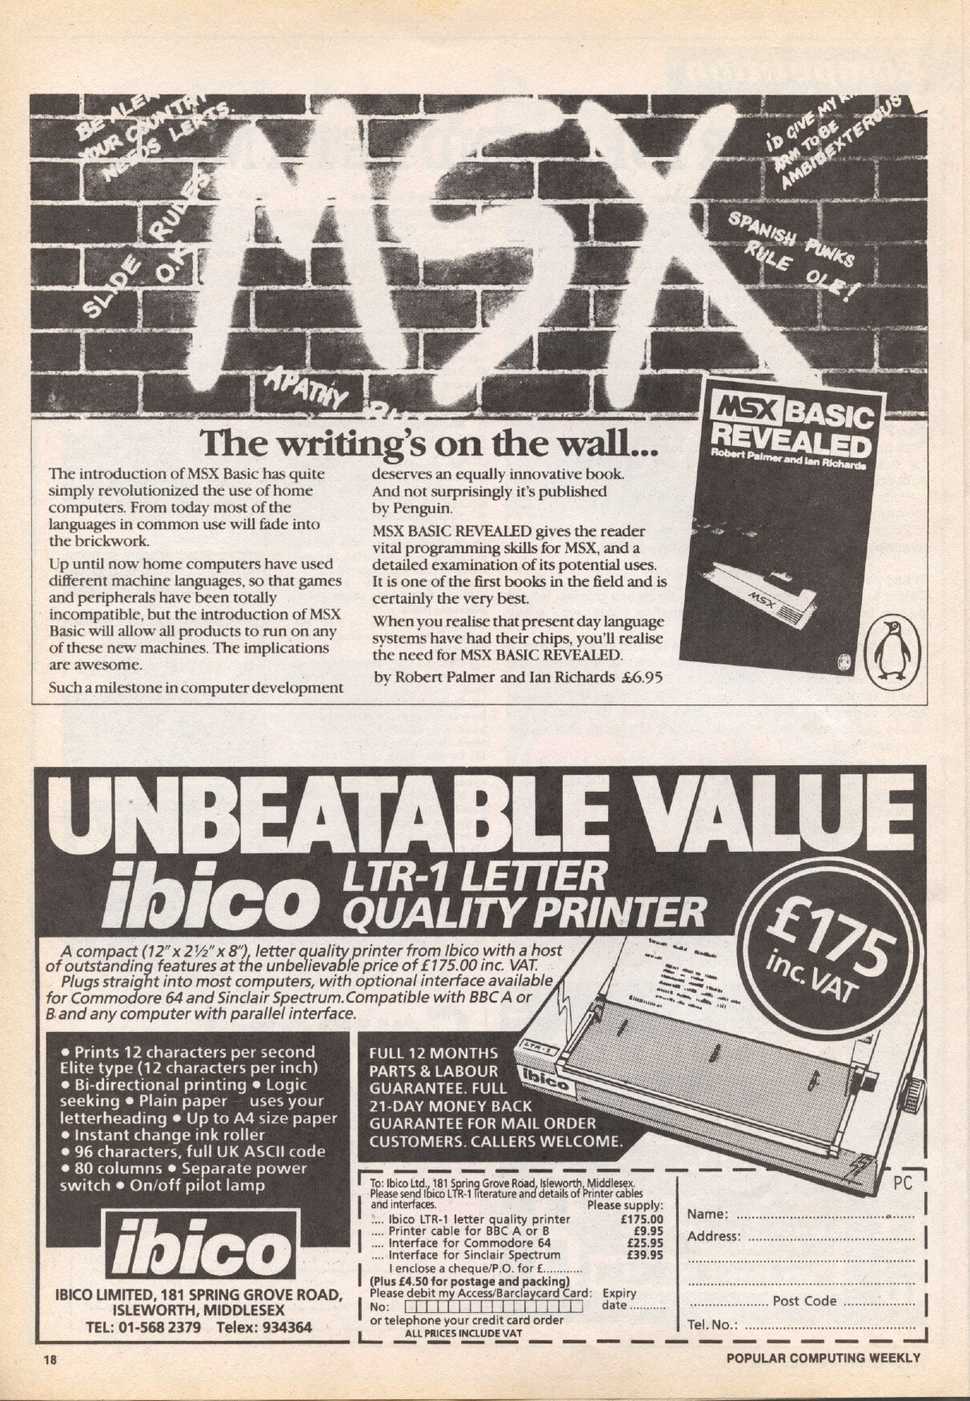 BE ALERT
YOUR COUNTRY
NEEDS LERTS.
SLIDE RUDES
O.K
MSX
I'D GIVE MY
ARM TO BE
AMBIDEXTEROUS
SPANISH PUNKS
RULE OLE!
APATHY
MSX BASIC
REVEALED
Robert Palmer and Ian Richards
MSX
The writing's on the wall...
The introduction of MSX Basic has quite
simply revolutionized the use of home
computers. From today most of the
languages in common use will fade into
the brickwork.
Up until now home computers have used
different machine languages, so that games
and peripherals have been totally
incompatible, but the introduction of MSX
Basic will allow all products to run on any
of these new machines. The implications
are awesome.
Such a milestone in computer development
deserves an equally innovative book.
And not surprisingly it's published
by Penguin.
MSX BASIC REVEALED gives the reader
vital programming skills for MSX, and a
detailed examination of its potential uses.
It is one of the first books in the field and is
certainly the very best.
When you realise that present day language
systems have had their chips, you'll realise
the need for MSX BASIC REVEALED.
by Robert Palmer and Ian Richards £6.95
UNBEATABLE VALUE
ibico LTR-1 LETTER
QUALITY PRINTER
£175
inc. VAT
A compact (12" x 2½" x 8"), letter quality printer from Ibico with a host
of outstanding features at the unbelievable price of £175.00 inc. VAT.
Plugs straight into most computers, with optional interface available
for Commodore 64 and Sinclair Spectrum. Compatible with BBC A or
B and any computer with parallel interface.
• Prints 12 characters per second
Elite type (12 characters per inch)
• Bi-directional printing • Logic
seeking • Plain paper – uses your
letterheading • Up to A4 size paper
• Instant change ink roller
• 96 characters, full UK ASCII code
• 80 columns • Separate power
switch • On/off pilot lamp
FULL 12 MONTHS
PARTS & LABOUR
GUARANTEE. FULL
21-DAY MONEY BACK
GUARANTEE FOR MAIL ORDER
CUSTOMERS. CALLERS WELCOME.
LTR-1
ibico
ibico
IBICO LIMITED, 181 SPRING GROVE ROAD,
ISLEWORTH, MIDDLESEX
TEL: 01-568 2379 Telex: 934364
To: Ibico Ltd., 181 Spring Grove Road, Isleworth, Middlesex.
Please send Ibico LTR-1 literature and details of Printer cables
and interfaces. Please supply:
.... Ibico LTR-1 letter quality printer £175.00
.... Printer cable for BBC A or B £9.95
.... Interface for Commodore 64 £25.95
.... Interface for Sinclair Spectrum £39.95
I enclose a cheque/P.O. for £...........
(Plus £4.50 for postage and packing)
Please debit my Access/Barclaycard Card: Expiry
No: date ..........
or telephone your credit card order
ALL PRICES INCLUDE VAT
PC
Name: ........................................
Address: ........................................
........................................
........................................
.................... Post Code ..................
Tel. No.: ........................................
18
POPULAR COMPUTING WEEKLY